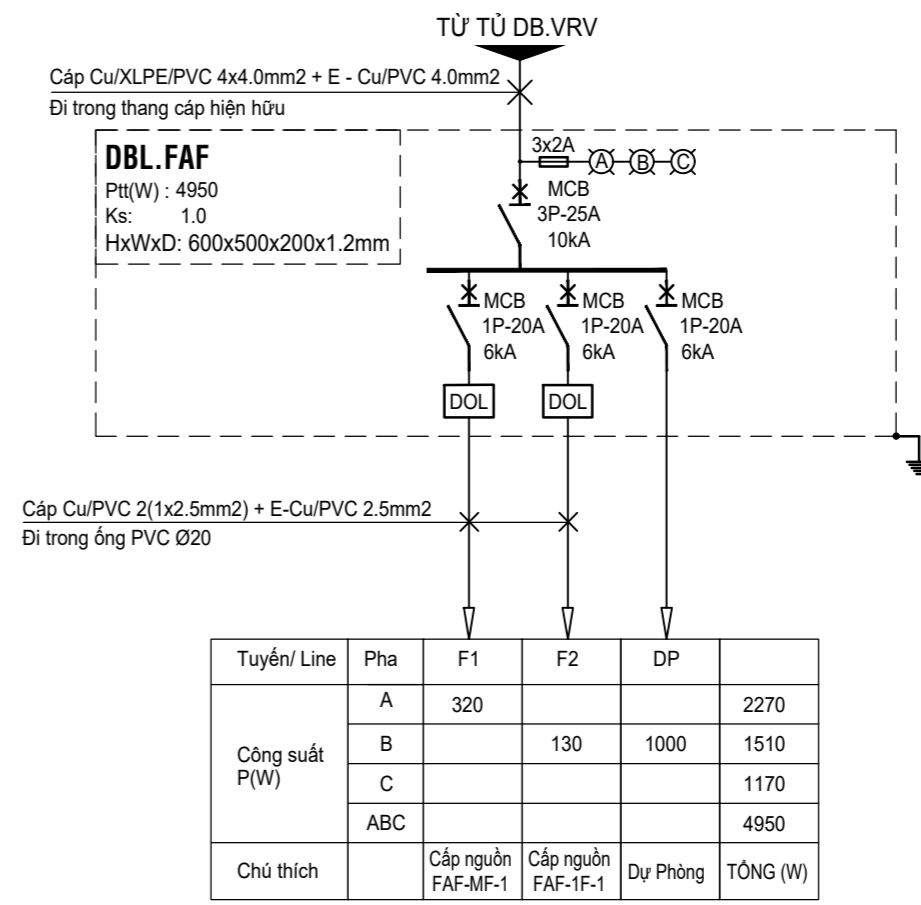 TỪ TỦ DB.VRV
Cáp Cu/XLPE/PVC 4x4.0mm2 + E - Cu/PVC 4.0mm2
Đi trong thang cáp hiện hữu
DBL.FAF
Ptt(W) : 4950
Ks: 1.0
HxWxD: 600x500x200x1.2mm
3x2A
A B C
MCB
3P-25A
10kA
MCB
1P-20A
6kA
MCB
1P-20A
6kA
MCB
1P-20A
6kA
DOL
DOL
Cáp Cu/PVC 2(1x2.5mm2) + E-Cu/PVC 2.5mm2
Đi trong ống PVC Ø20
Tuyến/ Line Pha F1 F2 DP
Công suất
P(W)
A 320 2270
B 130 1000 1510
C 1170
ABC 4950
Chú thích
Cấp nguồn
FAF-MF-1
Cấp nguồn
FAF-1F-1
Dự Phòng
TỔNG (W)